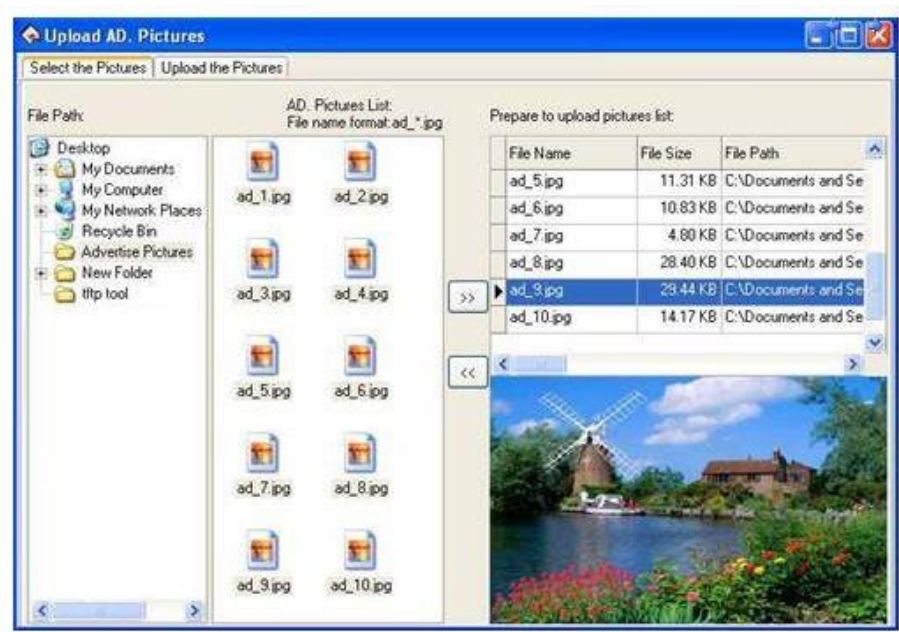 Upload AD. Pictures
Select the Pictures Upload the Pictures
File Path:
AD. Pictures List:
File name format:ad_*.jpg
Prepare to upload pictures list:
Desktop
My Documents
My Computer
My Network Places
Recycle Bin
Advertise Pictures
New Folder
tftp tool
ad_1.jpg ad_2.jpg
ad_3.jpg ad_4.jpg
ad_5.jpg ad_6.jpg
ad_7.jpg ad_8.jpg
ad_9.jpg ad_10.jpg
>>
<<
File Name File Size File Path
ad_5.jpg 11.31 KB C:\Documents and Se
ad_6.jpg 10.83 KB C:\Documents and Se
ad_7.jpg 4.80 KB C:\Documents and Se
ad_8.jpg 28.40 KB C:\Documents and Se
ad_9.jpg 29.44 KB C:\Documents and Se
ad_10.jpg 14.17 KB C:\Documents and Se